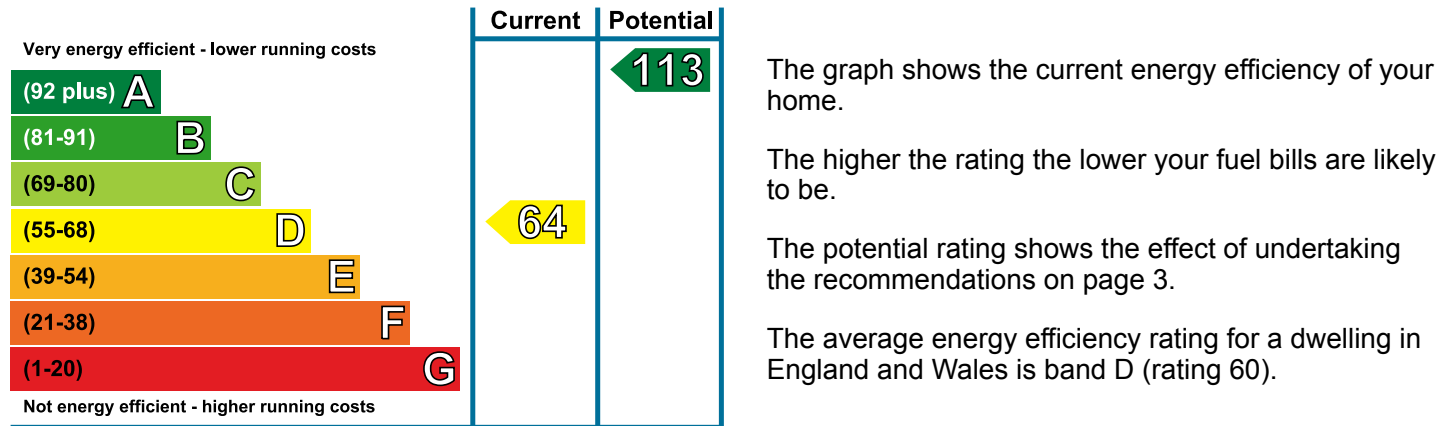 Current Potential
Very energy efficient - lower running costs
(92 plus) A
113
(81-91) B
(69-80) C
(55-68) D
64
(39-54) E
(21-38) F
(1-20) G
Not energy efficient - higher running costs
The graph shows the current energy efficiency of your
home.
The higher the rating the lower your fuel bills are likely
to be.
The potential rating shows the effect of undertaking
the recommendations on page 3.
The average energy efficiency rating for a dwelling in
England and Wales is band D (rating 60).